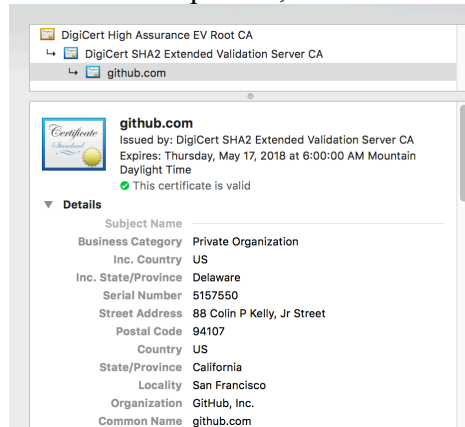 DigiCert High Assurance EV Root CA
DigiCert SHA2 Extended Validation Server CA
github.com
Certificate
Standard
github.com
Issued by: DigiCert SHA2 Extended Validation Server CA
Expires: Thursday, May 17, 2018 at 6:00:00 AM Mountain
Daylight Time
This certificate is valid
Details
Subject Name
Business Category Private Organization
Inc. Country US
Inc. State/Province Delaware
Serial Number 5157550
Street Address 88 Colin P Kelly, Jr Street
Postal Code 94107
Country US
State/Province California
Locality San Francisco
Organization GitHub, Inc.
Common Name github.com